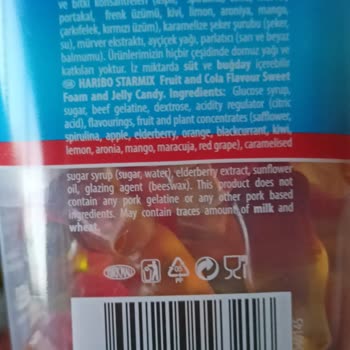 ve bitki konsantreleri
portakal, frenk üzümü, kivi, limon, aronya, mango,
çarkıfelek, kırmızı üzüm), karamelize şeker şurubu (şeker,
su), mürver ekstraktı, ayçiçek yağı, parlatıcı (sarı ve beyaz
balmumu). Ürünlerimizin hiçbir çeşidinde domuz yağı ve
katkıları yoktur. İz miktarda süt ve buğday içerebilir
HARIBO STARMIX Fruit and Cola Flavour Sweet
Foam and Jelly Candy. Ingredients: Glucose syrup,
sugar, beef gelatine, dextrose, acidity regulator (citric
acid), flavourings, fruit and plant concentrates (safflower,
spirulina, apple, elderberry, orange, blackcurrant, kiwi,
lemon, aronia, mango, maracuja, red grape), caramelised
sugar syrup (sugar, water), elderberry extract, sunflower
oil, glazing agent (beeswax). This product does not
contain any pork gelatine or any other pork based
ingredients. May contain traces amount of milk and
wheat.
05
PP